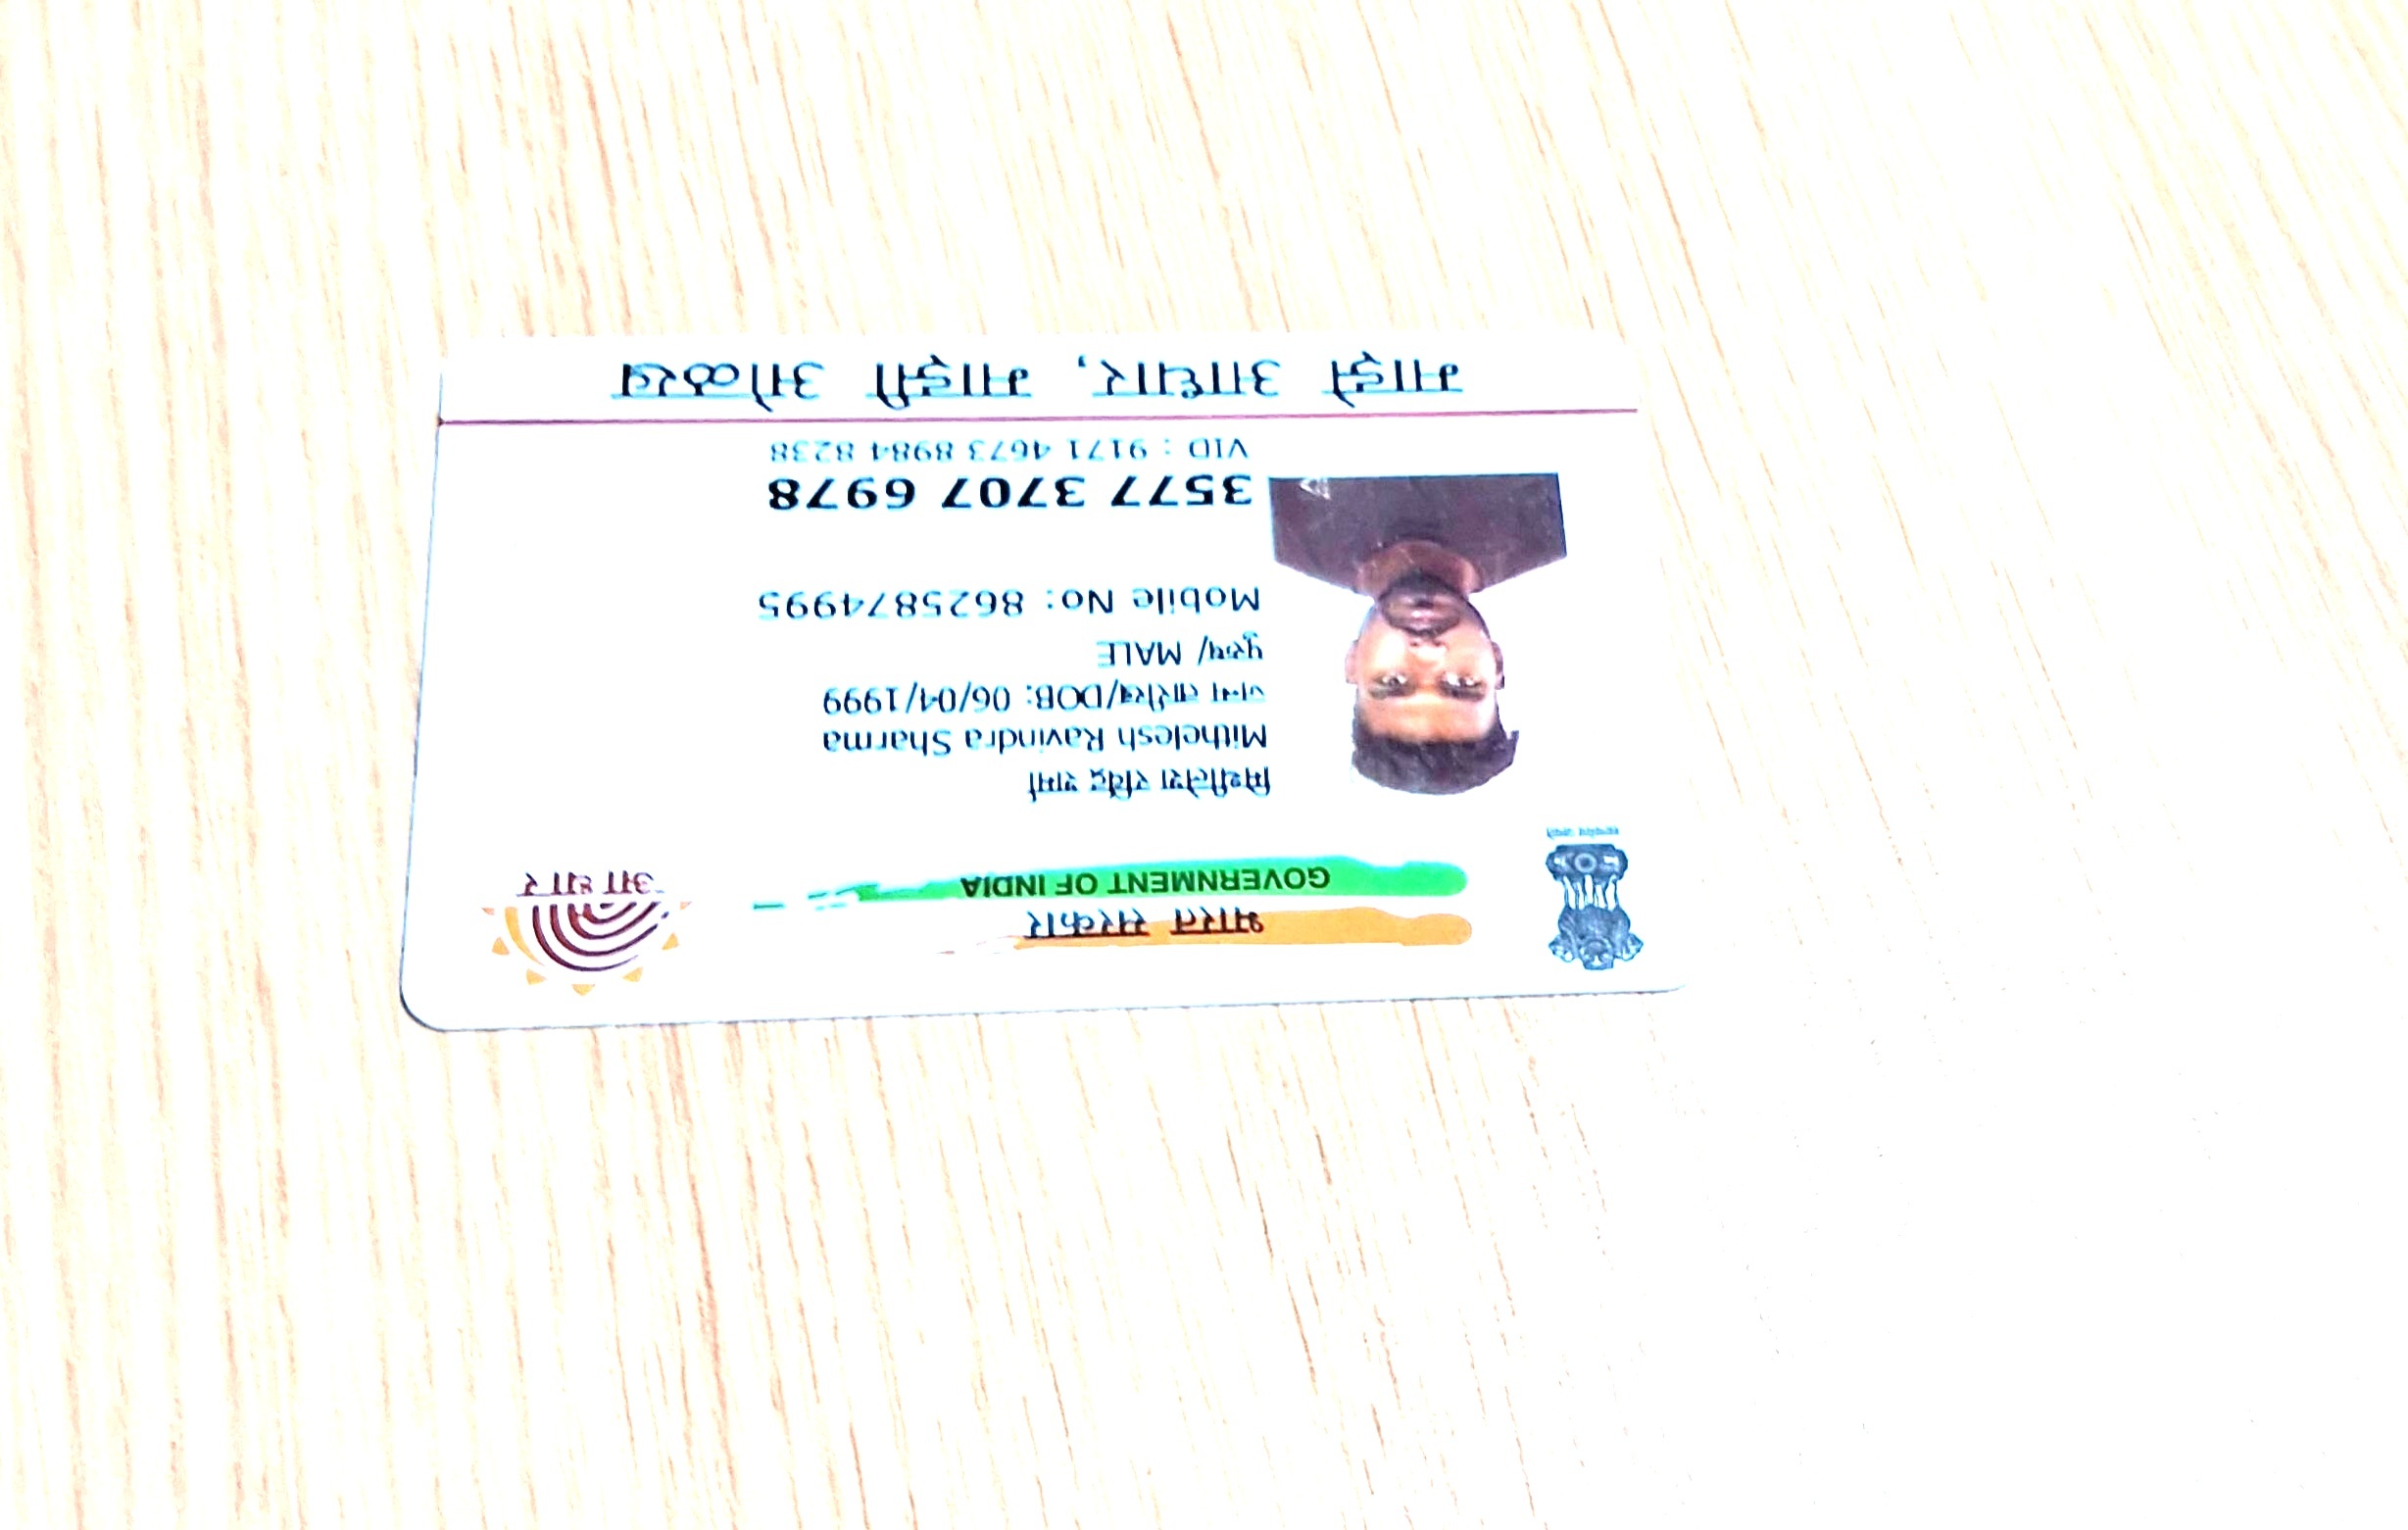 भारत सरकार
GOVERNMENT OF INDIA
आधार
मिथीलेश रविंद्र शर्मा
Mithelesh Ravindra Sharma
जन्म तारीख/DOB: 06/04/1999
पुरुष/ MALE
Mobile No: 8625874995
3577 3707 6978
VID : 9171 4673 8984 8238
माझे आधार, माझी ओळख